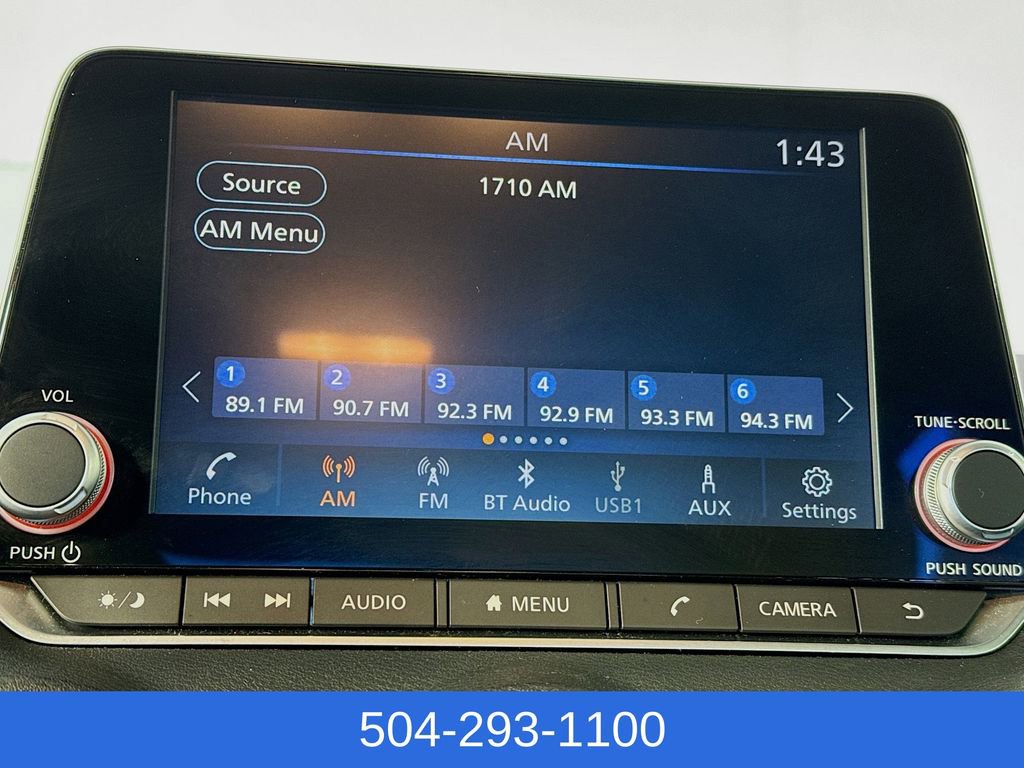 AM
1:43
Source
1710 AM
AM Menu
1 2 3 4 5 6
89.1 FM 90.7 FM 92.3 FM 92.9 FM 93.3 FM 94.3 FM
VOL
TUNE·SCROLL
Phone AM FM BT Audio USB1 AUX Settings
PUSH
PUSH SOUND
AUDIO MENU CAMERA
504-293-1100